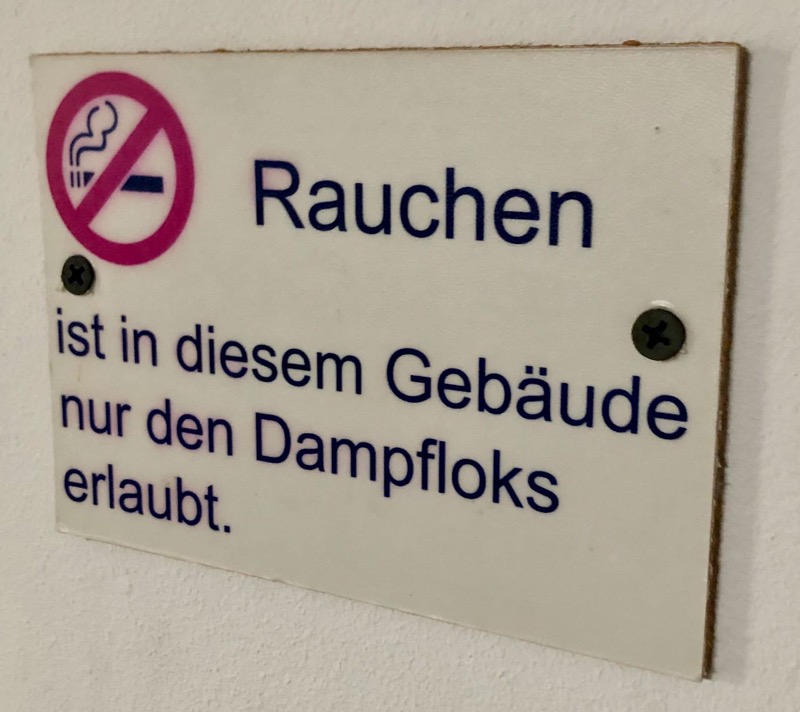 Rauchen
ist in diesem Gebäude
nur den Dampfloks
erlaubt.